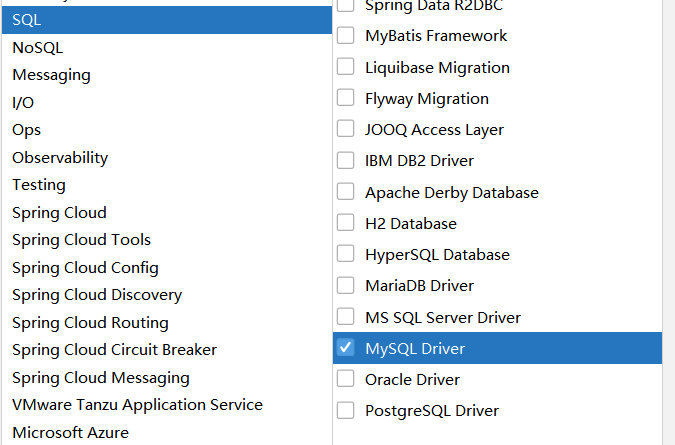 SQL
NoSQL
Messaging
I/O
Ops
Observability
Testing
Spring Cloud
Spring Cloud Tools
Spring Cloud Config
Spring Cloud Discovery
Spring Cloud Routing
Spring Cloud Circuit Breaker
Spring Cloud Messaging
VMware Tanzu Application Service
Microsoft Azure
Spring Data R2DBC
MyBatis Framework
Liquibase Migration
Flyway Migration
JOOQ Access Layer
IBM DB2 Driver
Apache Derby Database
H2 Database
HyperSQL Database
MariaDB Driver
MS SQL Server Driver
MySQL Driver
Oracle Driver
PostgreSQL Driver